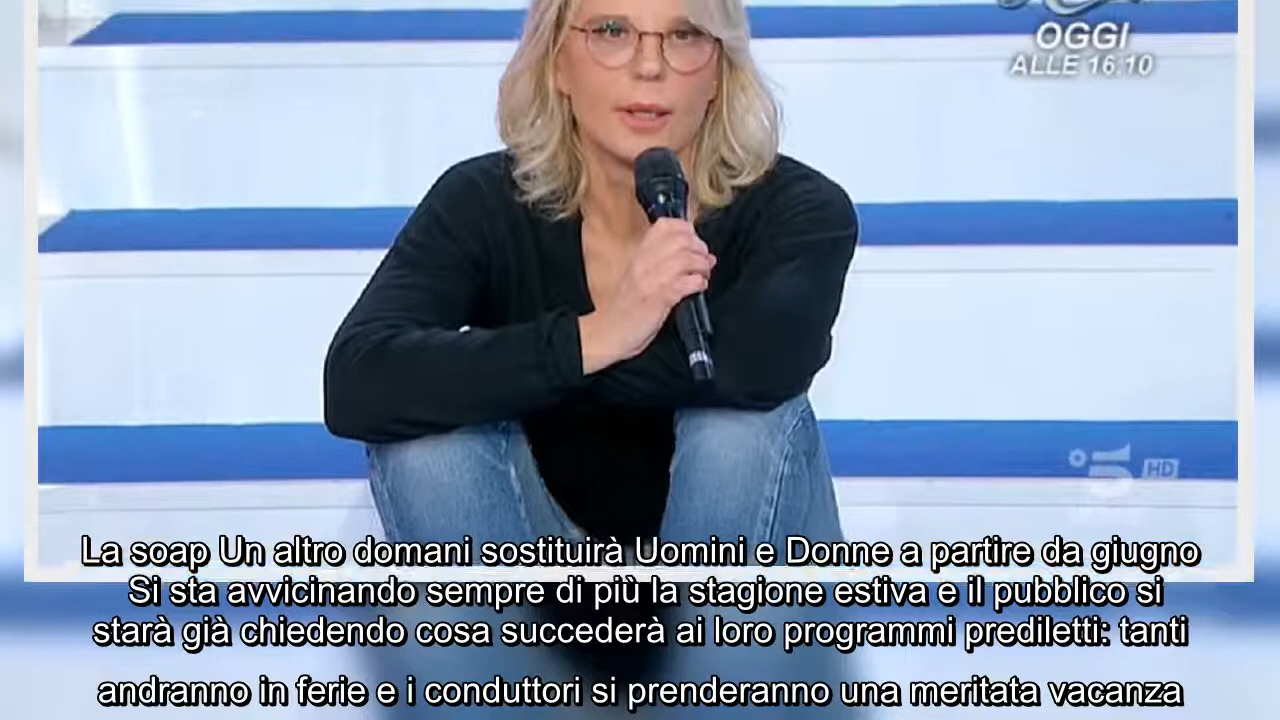 OGGI
ALLE 16.10
5 HD
La soap Un altro domani sostituirà Uomini e Donne a partire da giugno
Si sta avvicinando sempre di più la stagione estiva e il pubblico si
starà già chiedendo cosa succederà ai loro programmi prediletti: tanti
andranno in ferie e i conduttori si prenderanno una meritata vacanza